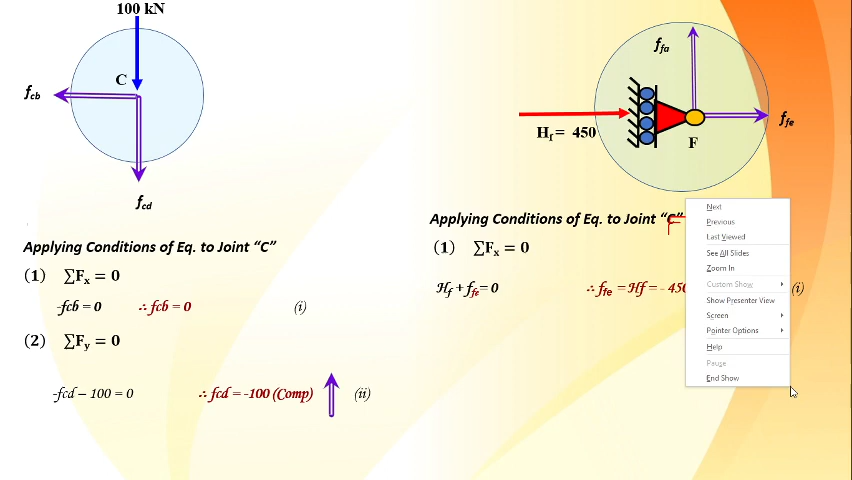 100 kN
C
fcb
fcd
Applying Conditions of Eq. to Joint “C”
(1) ∑Fx = 0
-fcb = 0 ∴ fcb = 0 (i)
(2) ∑Fy = 0
-fcd – 100 = 0 ∴ fcd = -100 (Comp) (ii)
ffa
ffe
Hf = 450
F
Applying Conditions of Eq. to Joint “C”
F
(1) ∑Fx = 0
Hf + ffe = 0 ∴ ffe = Hf = - 450 (i)
Next
Previous
Last Viewed
See All Slides
Zoom In
Custom Show
Show Presenter View
Screen
Pointer Options
Help
Pause
End Show